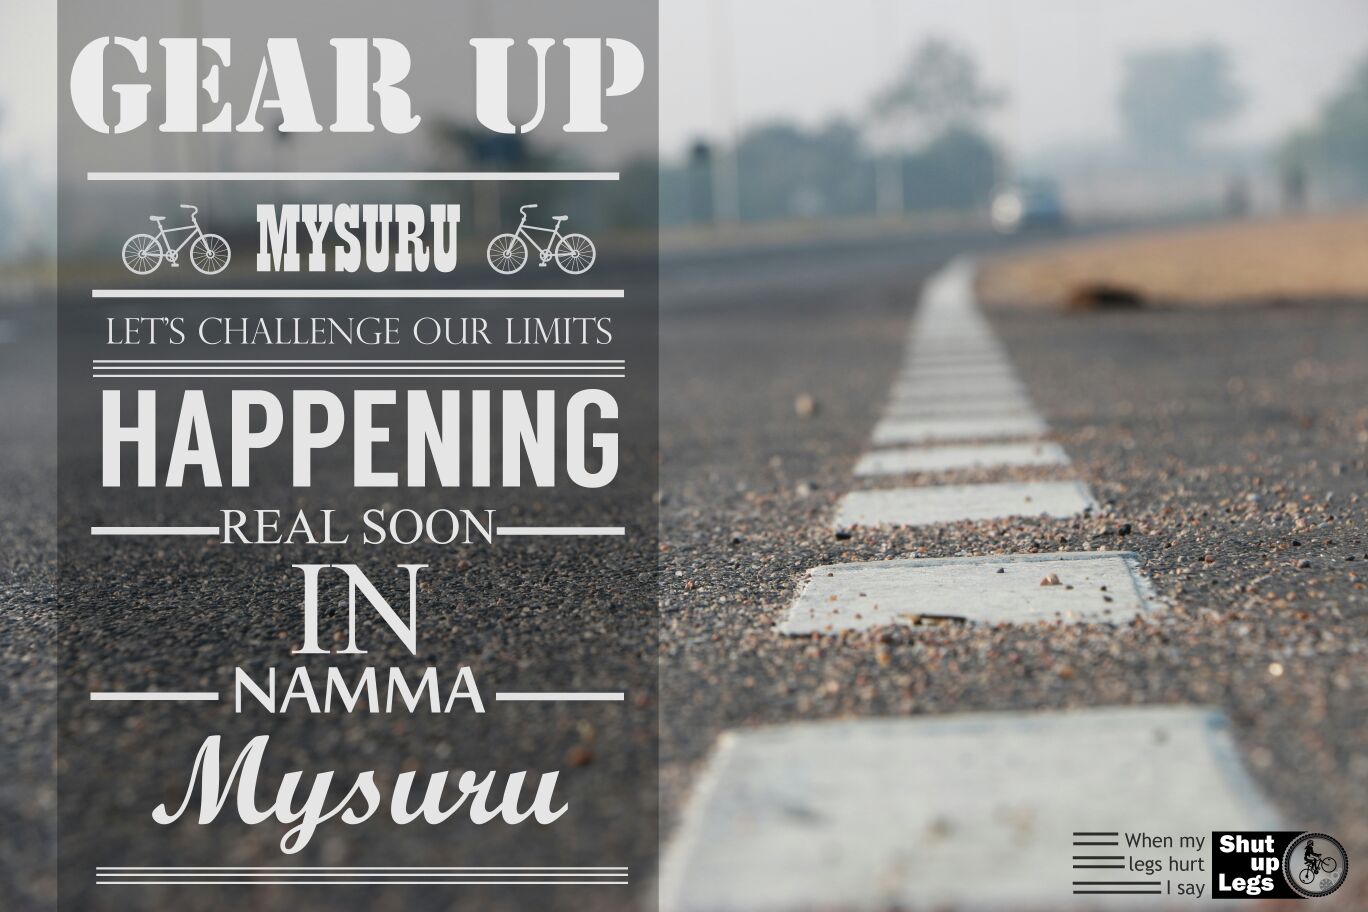 GEAR UP
MYSURU
LET'S CHALLENGE OUR LIMITS
HAPPENING
REAL SOON
IN
NAMMA
Mysuru
When my
legs hurt
I say
Shut
up
Legs